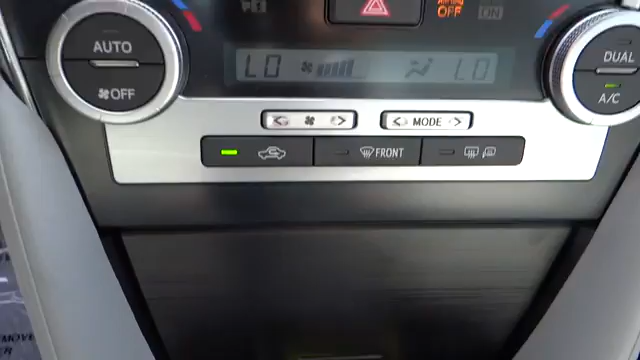 OFF
ON
AUTO
OFF
LO
LO
DUAL
A/C
< >
< MODE >
FRONT